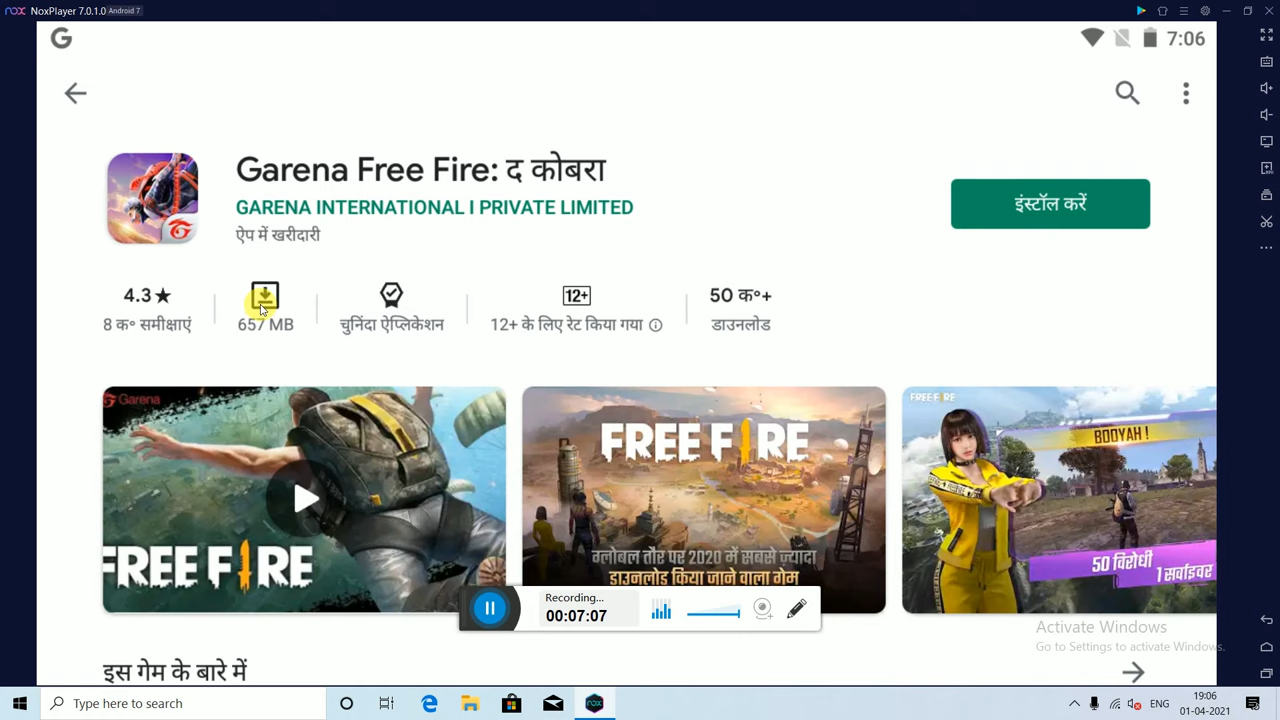 nox NoxPlayer 7.0.1.0 Android 7
G 7:06
Garena Free Fire: द कोबरा
GARENA INTERNATIONAL I PRIVATE LIMITED
ऐप में खरीदारी
इंस्टॉल करें
4.3★
8 क॰ समीक्षाएं
657 MB
चुनिंदा ऐप्लिकेशन
12+
12+ के लिए रेट किया गया
50 क॰+
डाउनलोड
Garena
FREE FIRE
FREE FIRE
ग्लोबल तौर पर 2020 में सबसे ज़्यादा
डाउनलोड किया जाने वाला गेम
FREE FIRE
BOOYAH !
50 विरोधी
1 सर्वाइवर
Recording...
00:07:07
Activate Windows
Go to Settings to activate Windows.
इस गेम के बारे में
Type here to search
nox
ENG
19:06
01-04-2021